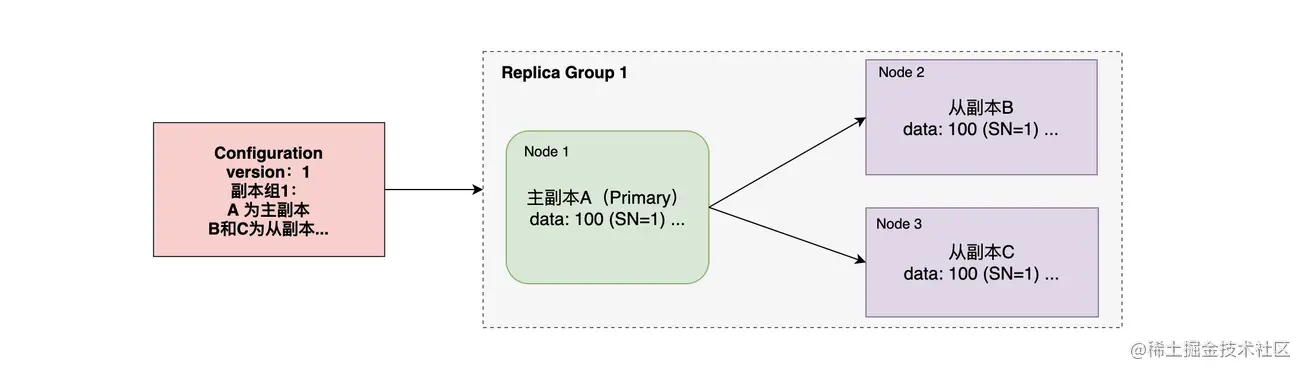 Configuration
version：1
副本组1：
A 为主副本
B和C为从副本...
Replica Group 1
Node 1
主副本A（Primary）
data: 100 (SN=1) ...
Node 2
从副本B
data: 100 (SN=1) ...
Node 3
从副本C
data: 100 (SN=1) ...
@稀土掘金技术社区